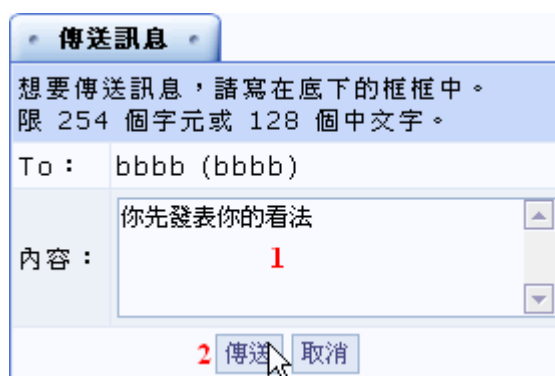 • 傳送訊息 •
想要傳送訊息，請寫在底下的框框中。
限 254 個字元或 128 個中文字。
To： bbbb (bbbb)
內容： 你先發表你的看法
1
2 傳送 取消